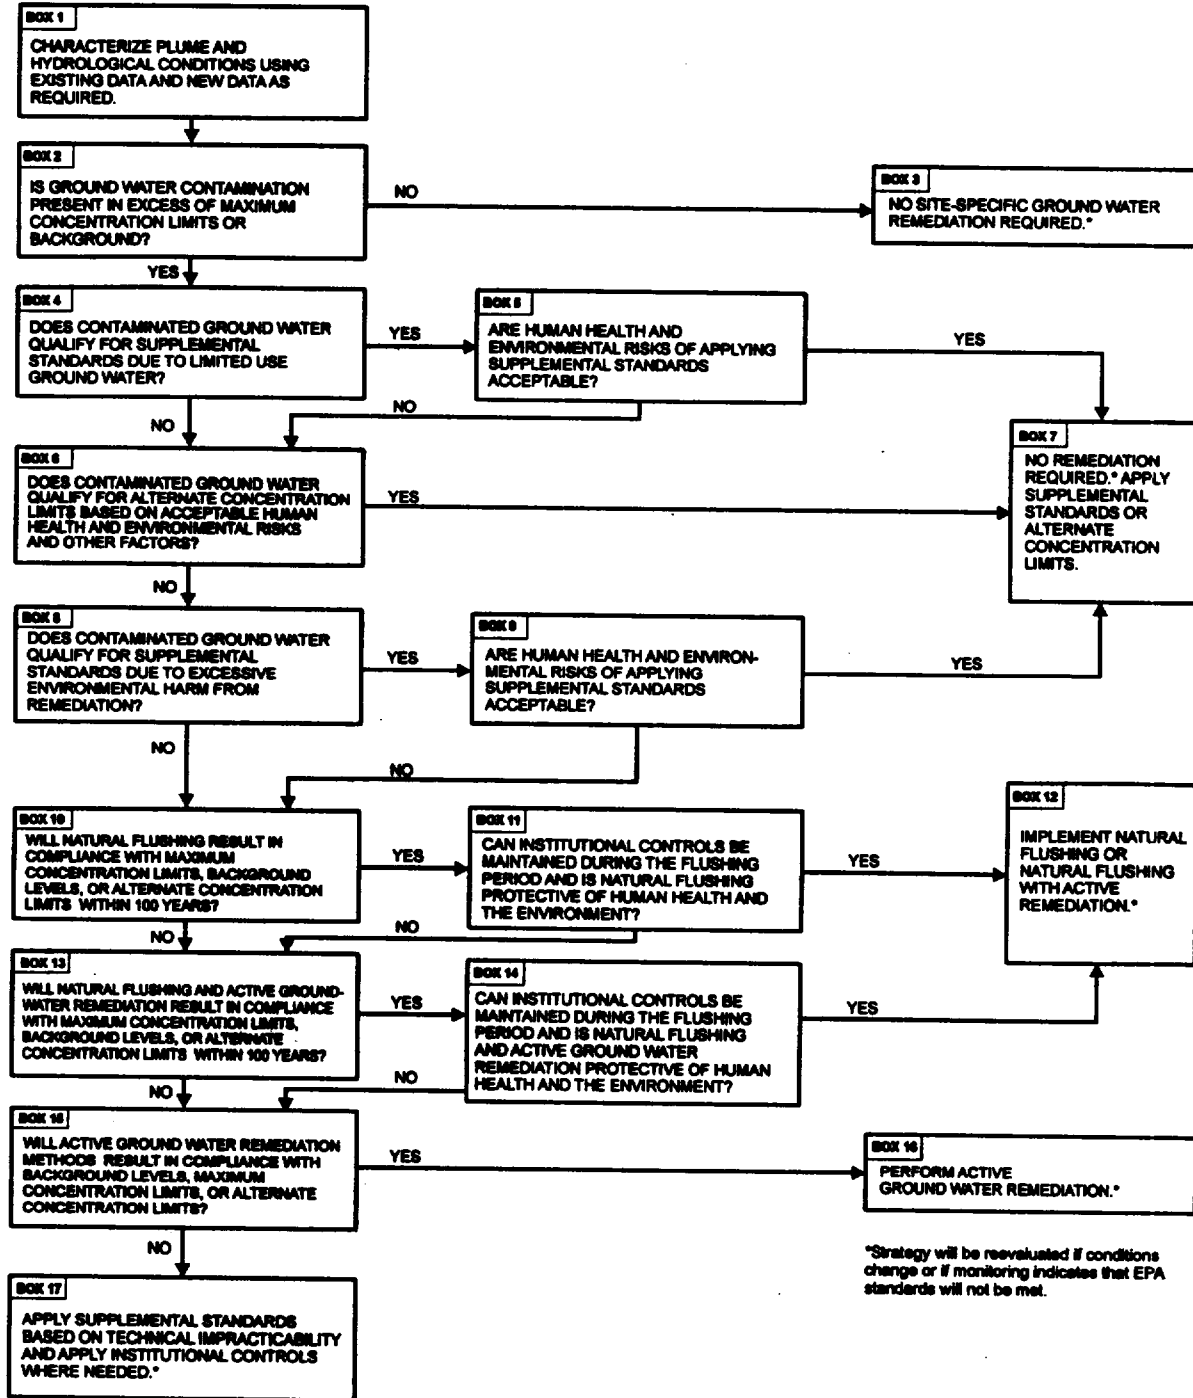 BOX 1
CHARACTERIZE PLUME AND
HYDROLOGICAL CONDITIONS USING
EXISTING DATA AND NEW DATA AS
REQUIRED.
BOX 2
IS GROUND WATER CONTAMINATION
PRESENT IN EXCESS OF MAXIMUM
CONCENTRATION LIMITS OR
BACKGROUND?
NO
BOX 3
NO SITE-SPECIFIC GROUND WATER
REMEDIATION REQUIRED.*
YES
BOX 4
DOES CONTAMINATED GROUND WATER
QUALIFY FOR SUPPLEMENTAL
STANDARDS DUE TO LIMITED USE
GROUND WATER?
YES
BOX 5
ARE HUMAN HEALTH AND
ENVIRONMENTAL RISKS OF APPLYING
SUPPLEMENTAL STANDARDS
ACCEPTABLE?
YES
NO
NO
BOX 6
DOES CONTAMINATED GROUND WATER
QUALIFY FOR ALTERNATE CONCENTRATION
LIMITS BASED ON ACCEPTABLE HUMAN
HEALTH AND ENVIRONMENTAL RISKS
AND OTHER FACTORS?
YES
BOX 7
NO REMEDIATION
REQUIRED.* APPLY
SUPPLEMENTAL
STANDARDS OR
ALTERNATE
CONCENTRATION
LIMITS.
NO
BOX 8
DOES CONTAMINATED GROUND WATER
QUALIFY FOR SUPPLEMENTAL
STANDARDS DUE TO EXCESSIVE
ENVIRONMENTAL HARM FROM
REMEDIATION?
YES
BOX 9
ARE HUMAN HEALTH AND ENVIRON-
MENTAL RISKS OF APPLYING
SUPPLEMENTAL STANDARDS
ACCEPTABLE?
YES
NO
NO
BOX 10
WILL NATURAL FLUSHING RESULT IN
COMPLIANCE WITH MAXIMUM
CONCENTRATION LIMITS, BACKGROUND
LEVELS, OR ALTERNATE CONCENTRATION
LIMITS WITHIN 100 YEARS?
YES
BOX 11
CAN INSTITUTIONAL CONTROLS BE
MAINTAINED DURING THE FLUSHING
PERIOD AND IS NATURAL FLUSHING
PROTECTIVE OF HUMAN HEALTH AND
THE ENVIRONMENT?
YES
BOX 12
IMPLEMENT NATURAL
FLUSHING OR
NATURAL FLUSHING
WITH ACTIVE
REMEDIATION.*
NO
NO
BOX 13
WILL NATURAL FLUSHING AND ACTIVE GROUND-
WATER REMEDIATION RESULT IN COMPLIANCE
WITH MAXIMUM CONCENTRATION LIMITS,
BACKGROUND LEVELS, OR ALTERNATE
CONCENTRATION LIMITS WITHIN 100 YEARS?
YES
BOX 14
CAN INSTITUTIONAL CONTROLS BE
MAINTAINED DURING THE FLUSHING
PERIOD AND IS NATURAL FLUSHING
AND ACTIVE GROUND WATER
REMEDIATION PROTECTIVE OF HUMAN
HEALTH AND THE ENVIRONMENT?
YES
NO
NO
BOX 15
WILL ACTIVE GROUND WATER REMEDIATION
METHODS RESULT IN COMPLIANCE WITH
BACKGROUND LEVELS, MAXIMUM
CONCENTRATION LIMITS, OR ALTERNATE
CONCENTRATION LIMITS?
YES
BOX 16
PERFORM ACTIVE
GROUND WATER REMEDIATION.*
NO
*Strategy will be reevaluated if conditions
change or if monitoring indicates that EPA
standards will not be met.
BOX 17
APPLY SUPPLEMENTAL STANDARDS
BASED ON TECHNICAL IMPRACTICABILITY
AND APPLY INSTITUTIONAL CONTROLS
WHERE NEEDED.*